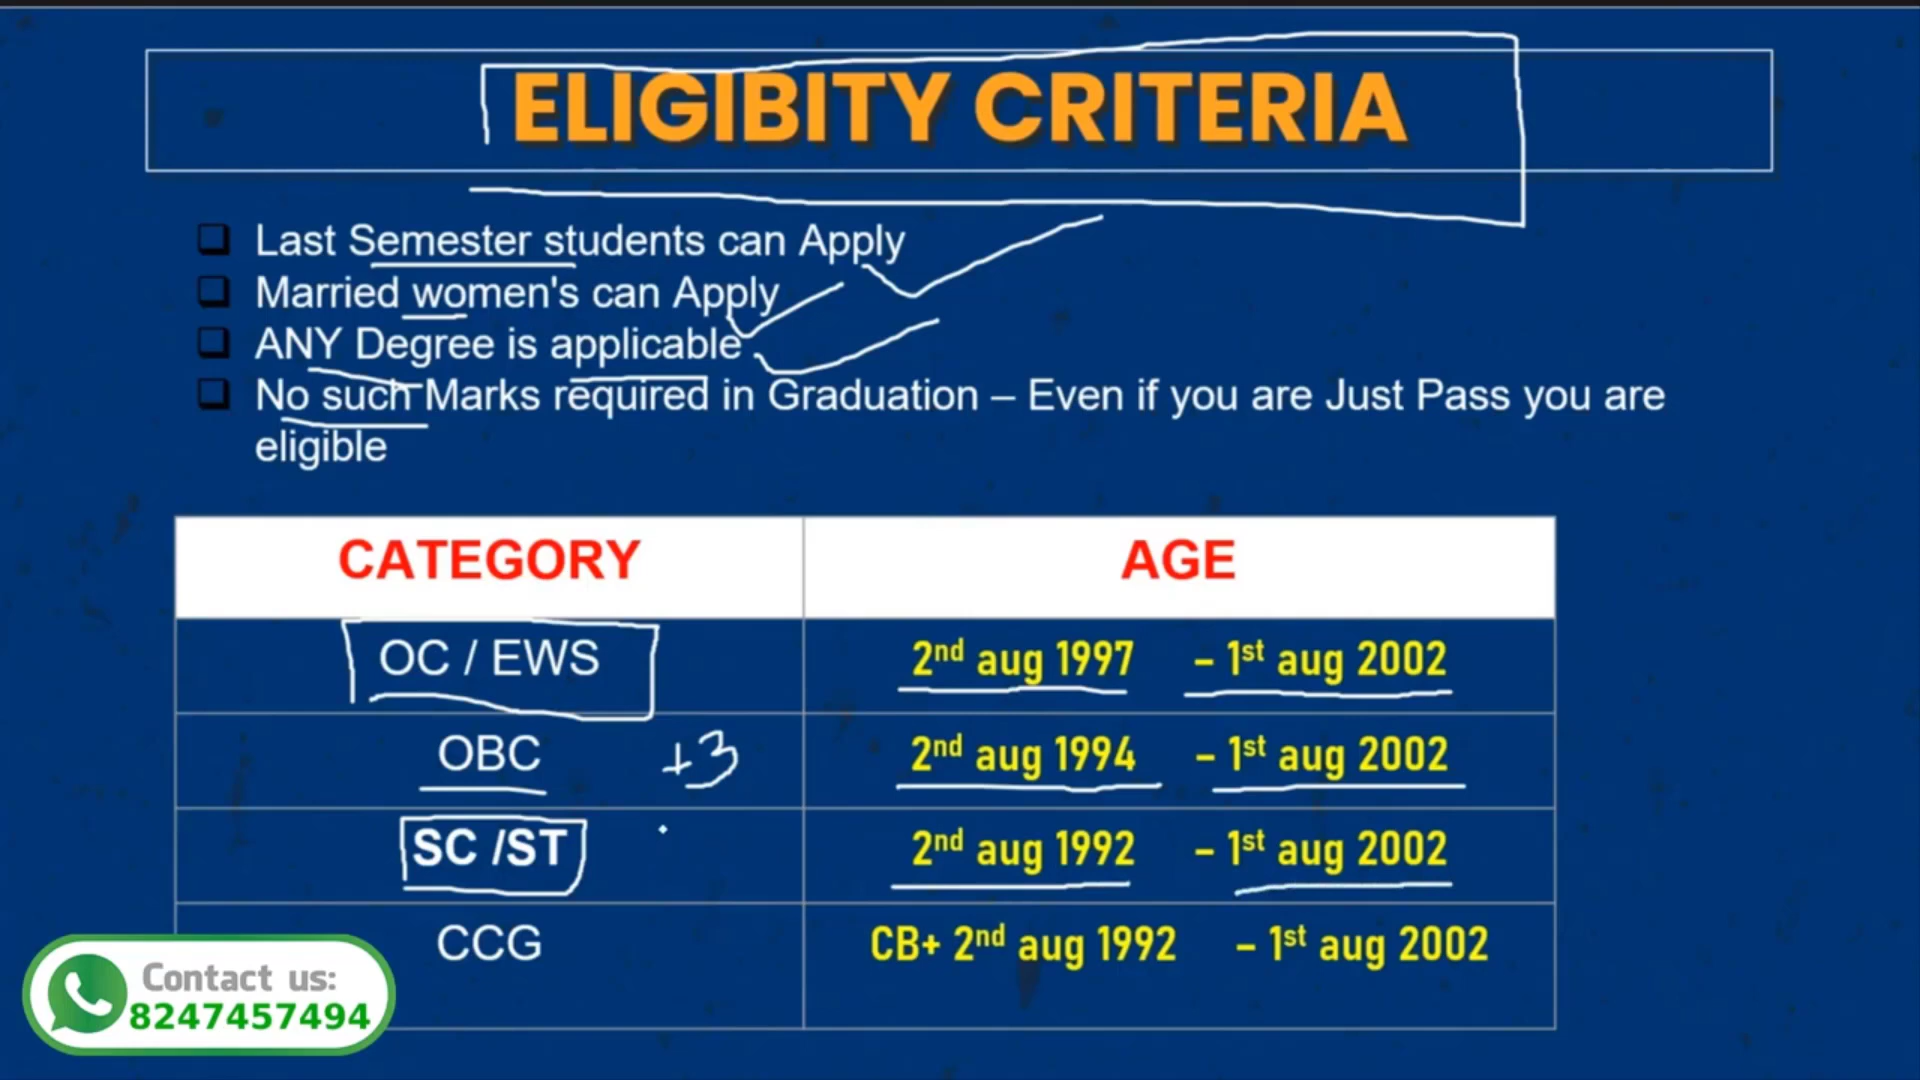 ELIGIBITY CRITERIA
Last Semester students can Apply
Married women's can Apply
ANY Degree is applicable
No such Marks required in Graduation – Even if you are Just Pass you are
eligible
CATEGORY AGE
OC / EWS 2nd aug 1997 – 1st aug 2002
OBC +3 2nd aug 1994 – 1st aug 2002
SC /ST 2nd aug 1992 – 1st aug 2002
CCG CB+ 2nd aug 1992 – 1st aug 2002
Contact us:
8247457494